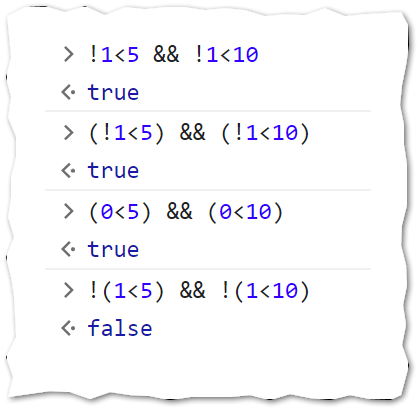 > !1<5 && !1<10
<· true
> (!1<5) && (!1<10)
<· true
> (0<5) && (0<10)
<· true
> !(1<5) && !(1<10)
<· false